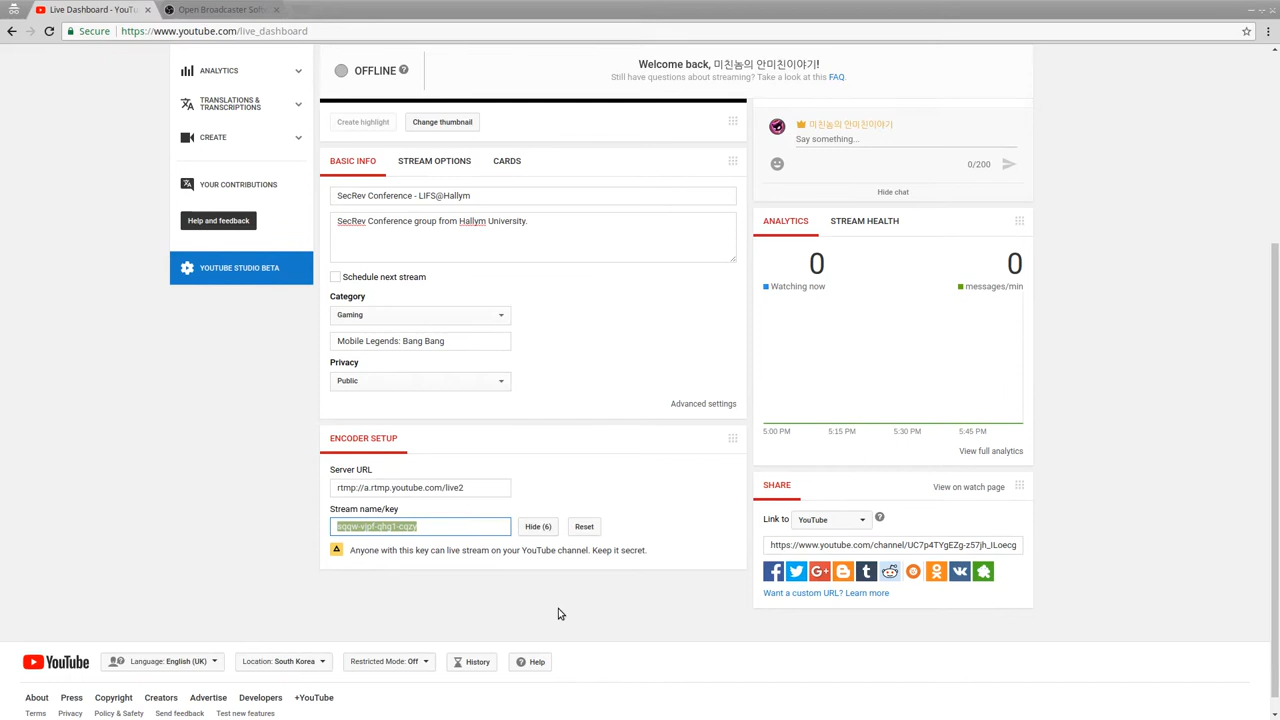 Live Dashboard - YouTu
Open Broadcaster Softw
Secure
https://www.youtube.com/live_dashboard
ANALYTICS
TRANSLATIONS & TRANSCRIPTIONS
CREATE
YOUR CONTRIBUTIONS
Help and feedback
YOUTUBE STUDIO BETA
OFFLINE
Welcome back, 미친놈의 안미친이야기!
Still have questions about streaming? Take a look at this FAQ.
Create highlight
Change thumbnail
BASIC INFO
STREAM OPTIONS
CARDS
SecRev Conference - LIFS@Hallym
SecRev Conference group from Hallym University.
Schedule next stream
Category
Gaming
Mobile Legends: Bang Bang
Privacy
Public
Advanced settings
ENCODER SETUP
Server URL
rtmp://a.rtmp.youtube.com/live2
Stream name/key
sqqw-vjpf-qhg1-cqzy
Hide (6)
Reset
Anyone with this key can live stream on your YouTube channel. Keep it secret.
미친놈의 안미친이야기
Say something...
0/200
Hide chat
ANALYTICS
STREAM HEALTH
0
0
Watching now
messages/min
5:00 PM
5:15 PM
5:30 PM
5:45 PM
View full analytics
SHARE
View on watch page
Link to
YouTube
https://www.youtube.com/channel/UC7p4TYgEZg-z57jh_ILoecg
Want a custom URL? Learn more
YouTube
Language: English (UK)
Location: South Korea
Restricted Mode: Off
History
Help
About
Press
Copyright
Creators
Advertise
Developers
+YouTube
Terms
Privacy
Policy & Safety
Send feedback
Test new features